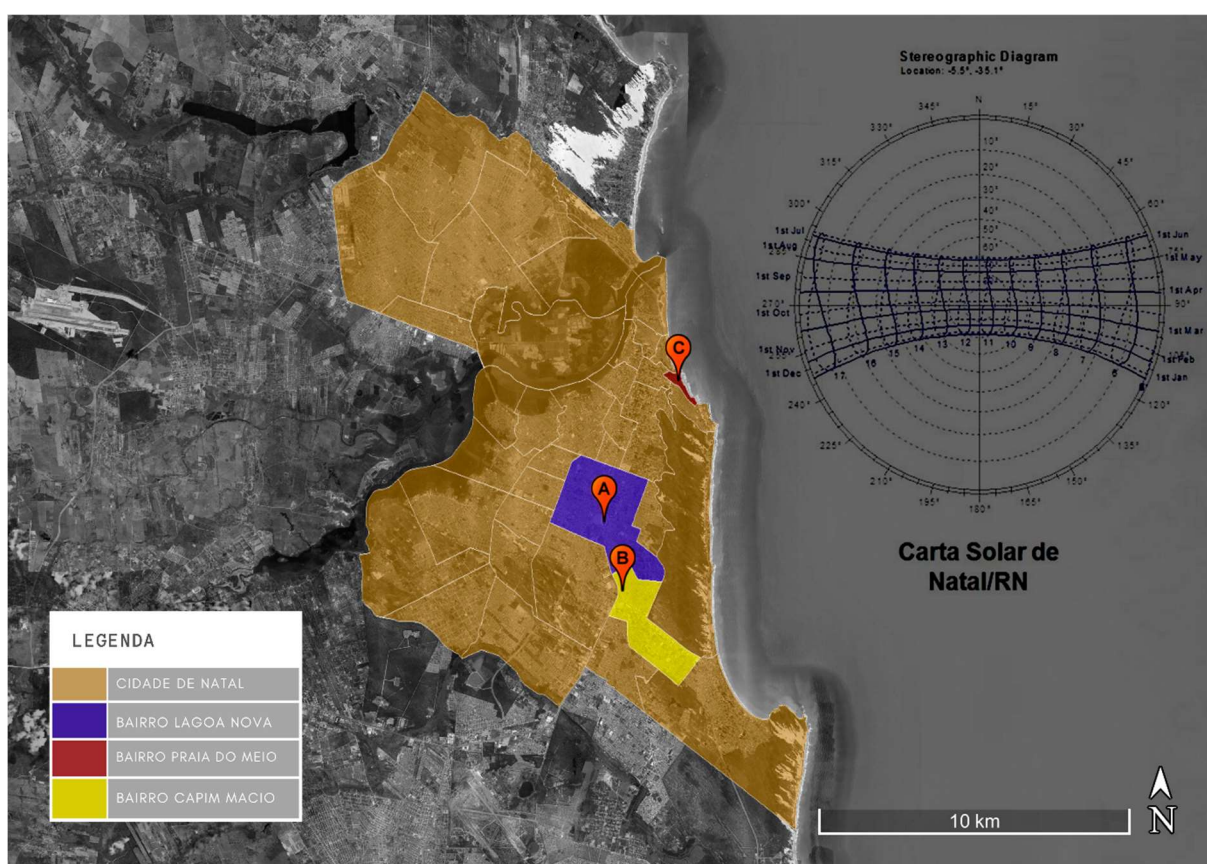 Stereographic Diagram
Location: -5.5°, -35.1°
N
345°
15°
330°
30°
315°
45°
300°
60°
10°
20°
30°
40°
50°
60°
1st Jul
1st Jun
1st Aug
1st May
1st Sep
1st Apr
270°
90°
1st Oct
1st Nov
1st Mar
1st Feb
1st Dec
1st Jan
17
16
15
14
13
12
11
10
9
8
240°
120°
225°
135°
210°
150°
195°
165°
180°
Carta Solar de
Natal/RN
C
A
B
LEGENDA
CIDADE DE NATAL
BAIRRO LAGOA NOVA
BAIRRO PRAIA DO MEIO
BAIRRO CAPIM MACIO
10 km
N